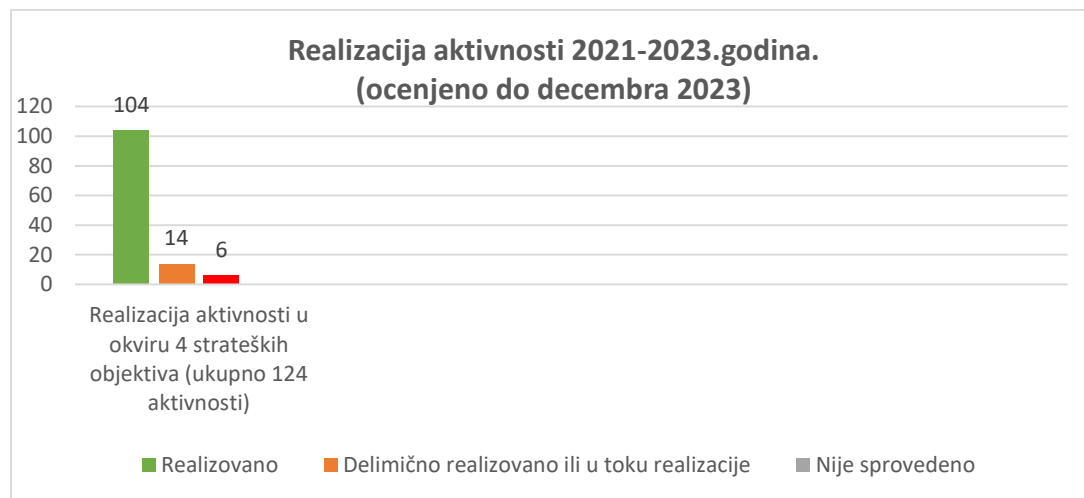 Realizacija aktivnosti 2021-2023.godina.
(ocenjeno do decembra 2023)
120
100
80
60
40
20
0
104
14
6
Realizacija aktivnosti u
okviru 4 strateških
objektiva (ukupno 124
aktivnosti)
Realizovano
Delimično realizovano ili u toku realizacije
Nije sprovedeno